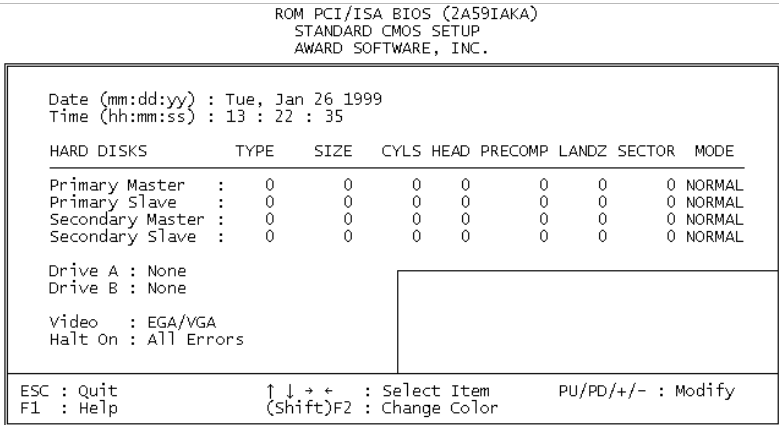 ROM PCI/ISA BIOS (2A59IAKA)
STANDARD CMOS SETUP
AWARD SOFTWARE, INC.
Date (mm:dd:yy) : Tue, Jan 26 1999
Time (hh:mm:ss) : 13 : 22 : 35
HARD DISKS TYPE SIZE CYLS HEAD PRECOMP LANDZ SECTOR MODE
Primary Master : 0 0 0 0 0 0 0 NORMAL
Primary Slave : 0 0 0 0 0 0 0 NORMAL
Secondary Master : 0 0 0 0 0 0 0 NORMAL
Secondary Slave : 0 0 0 0 0 0 0 NORMAL
Drive A : None
Drive B : None
Video : EGA/VGA
Halt On : All Errors
ESC : Quit ↑ ↓ → ← : Select Item PU/PD/+/- : Modify
F1 : Help (Shift)F2 : Change Color